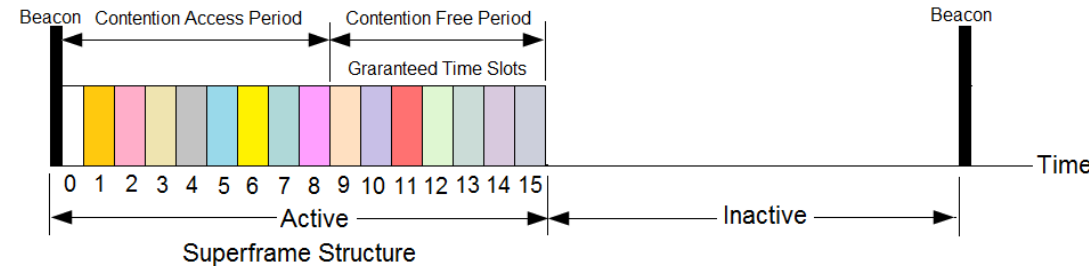 Beacon Contention Access Period Contention Free Period Beacon
Graranteed Time Slots
Time
0 1 2 3 4 5 6 7 8 9 10 11 12 13 14 15
Active Inactive
Superframe Structure